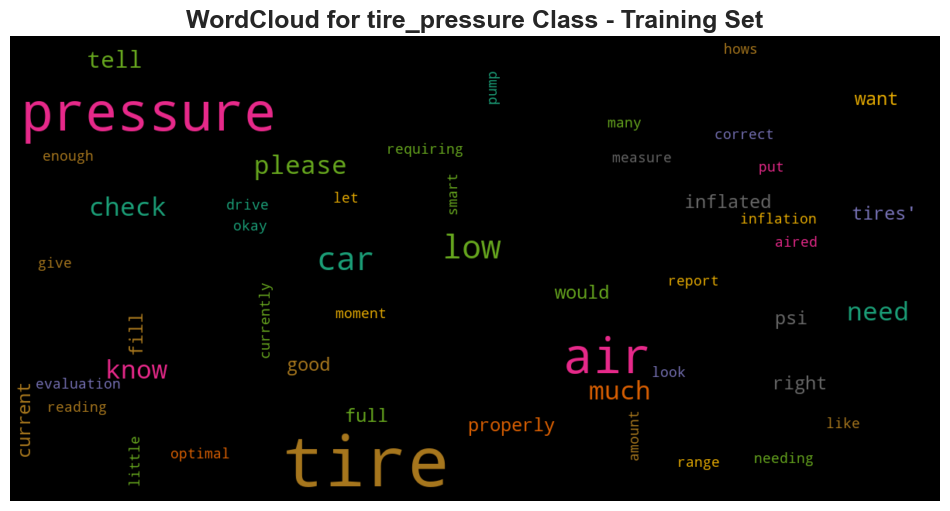 WordCloud for tire_pressure Class - Training Set
hows
tell
pump
want
pressure
many
correct
enough
requiring
measure
please
put
check
drive
let
smart
inflated
tires'
okay
inflation
low
aired
give
car
report
would
currently
moment
psi
need
fill
air
know
good
look
evaluation
much
right
current
reading
full
properly
amount
like
little
optimal
tire
range
needing